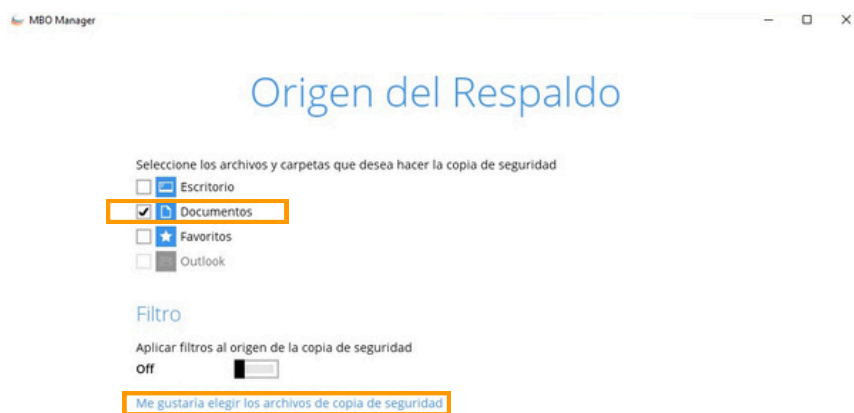 MBO Manager
Origen del Respaldo
Seleccione los archivos y carpetas que desea hacer la copia de seguridad
Escritorio
Documentos
Favoritos
Outlook
Filtro
Aplicar filtros al origen de la copia de seguridad
Off
Me gustaría elegir los archivos de copia de seguridad